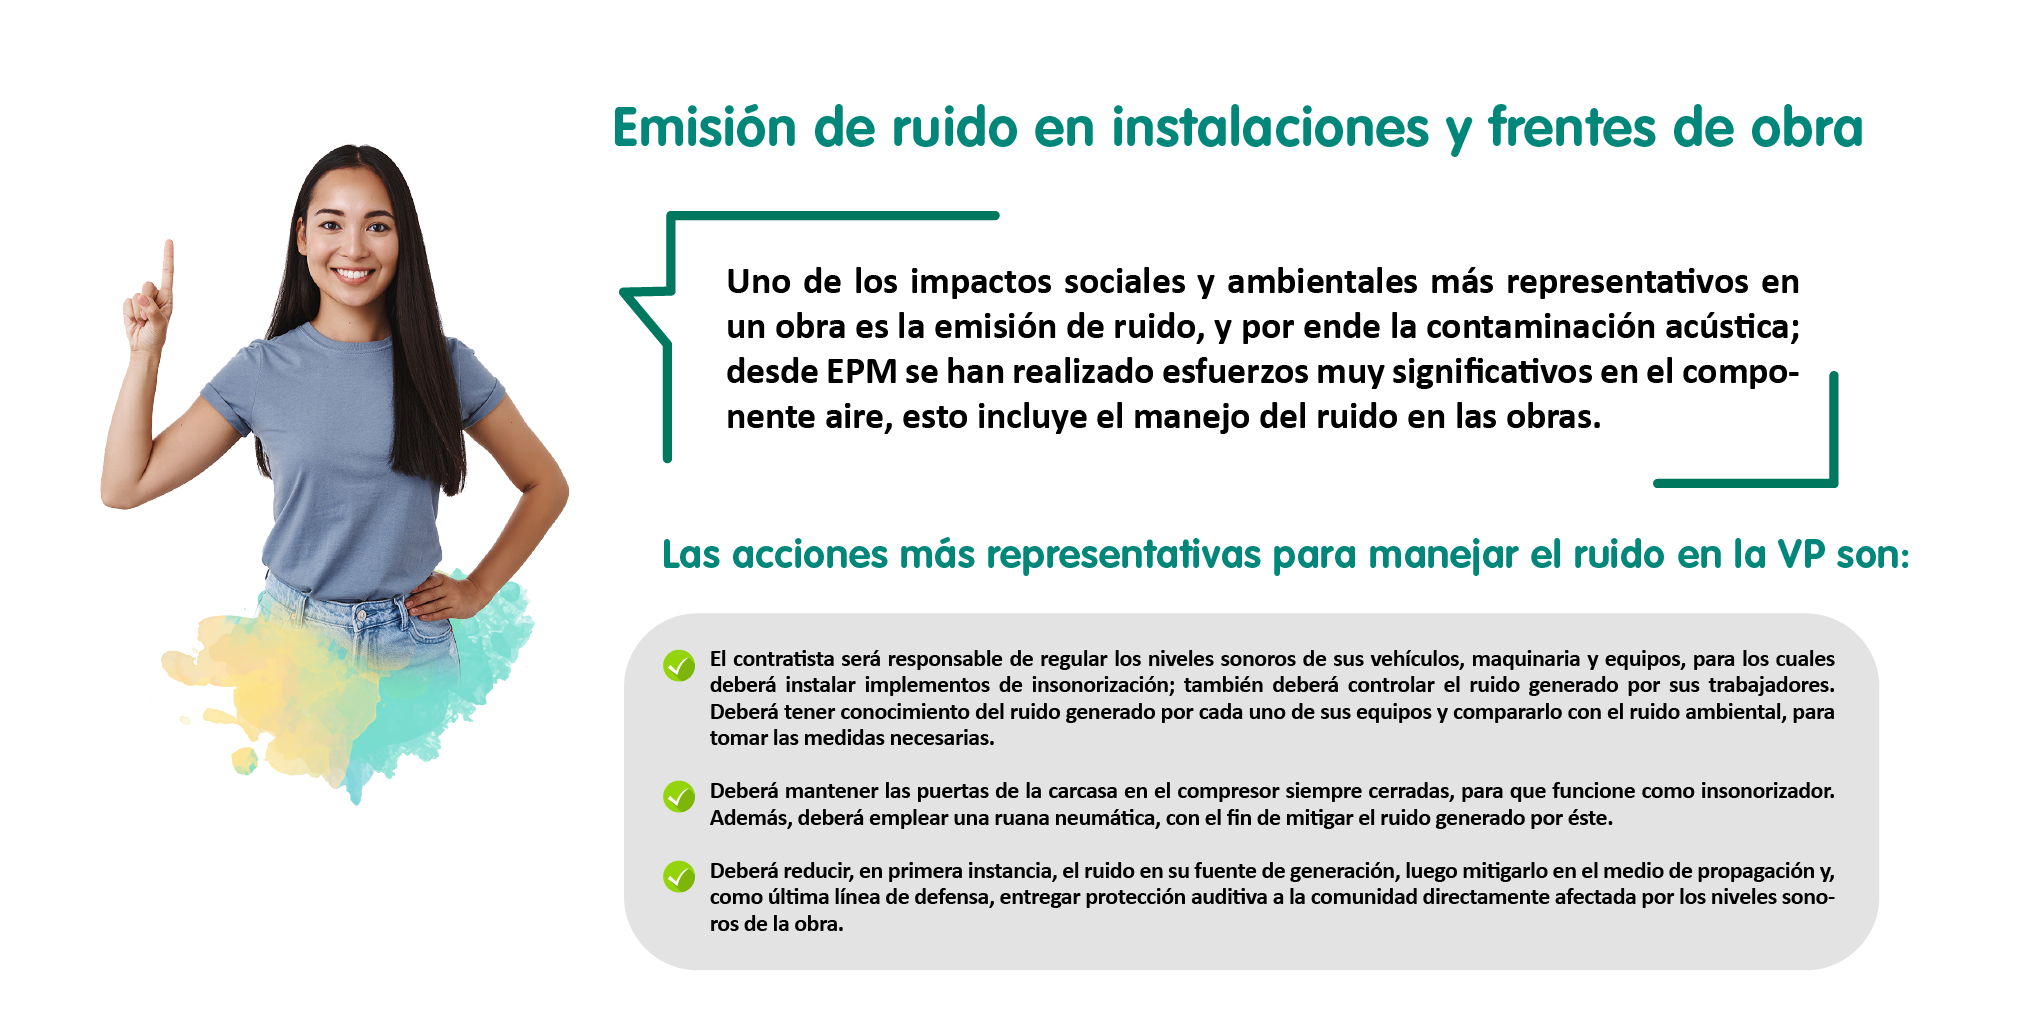 Emisión de ruido en instalaciones y frentes de obra
Uno de los impactos sociales y ambientales más representativos en
un obra es la emisión de ruido, y por ende la contaminación acústica;
desde EPM se han realizado esfuerzos muy significativos en el compo-
nente aire, esto incluye el manejo del ruido en las obras.
Las acciones más representativas para manejar el ruido en la VP son:
El contratista será responsable de regular los niveles sonoros de sus vehículos, maquinaria y equipos, para los cuales
deberá instalar implementos de insonorización; también deberá controlar el ruido generado por sus trabajadores.
Deberá tener conocimiento del ruido generado por cada uno de sus equipos y compararlo con el ruido ambiental, para
tomar las medidas necesarias.
Deberá mantener las puertas de la carcasa en el compresor siempre cerradas, para que funcione como insonorizador.
Además, deberá emplear una ruana neumática, con el fin de mitigar el ruido generado por éste.
Deberá reducir, en primera instancia, el ruido en su fuente de generación, luego mitigarlo en el medio de propagación y,
como última línea de defensa, entregar protección auditiva a la comunidad directamente afectada por los niveles sono-
ros de la obra.